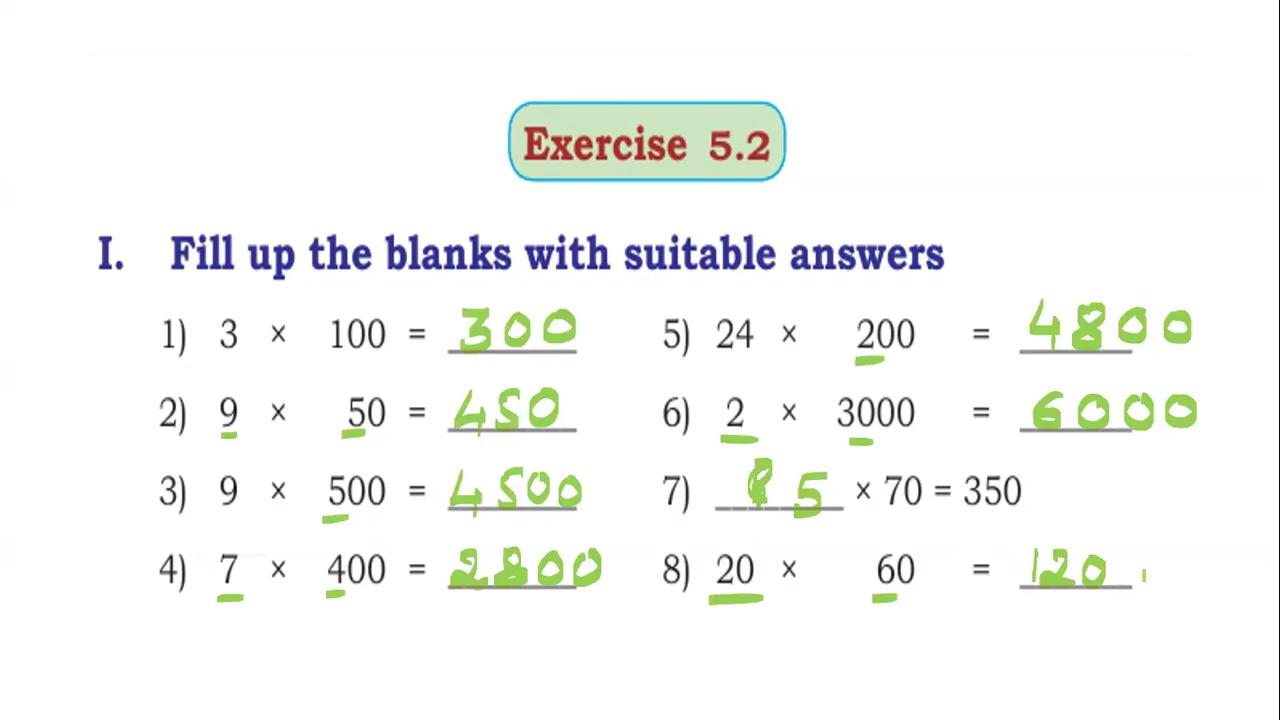 Exercise 5.2
I. Fill up the blanks with suitable answers
1) 3 × 100 = 300
2) 9 × 50 = 450
3) 9 × 500 = 4500
4) 7 × 400 = 2800
5) 24 × 200 = 4800
6) 2 × 3000 = 6000
7) 5 × 70 = 350
8) 20 × 60 = 120